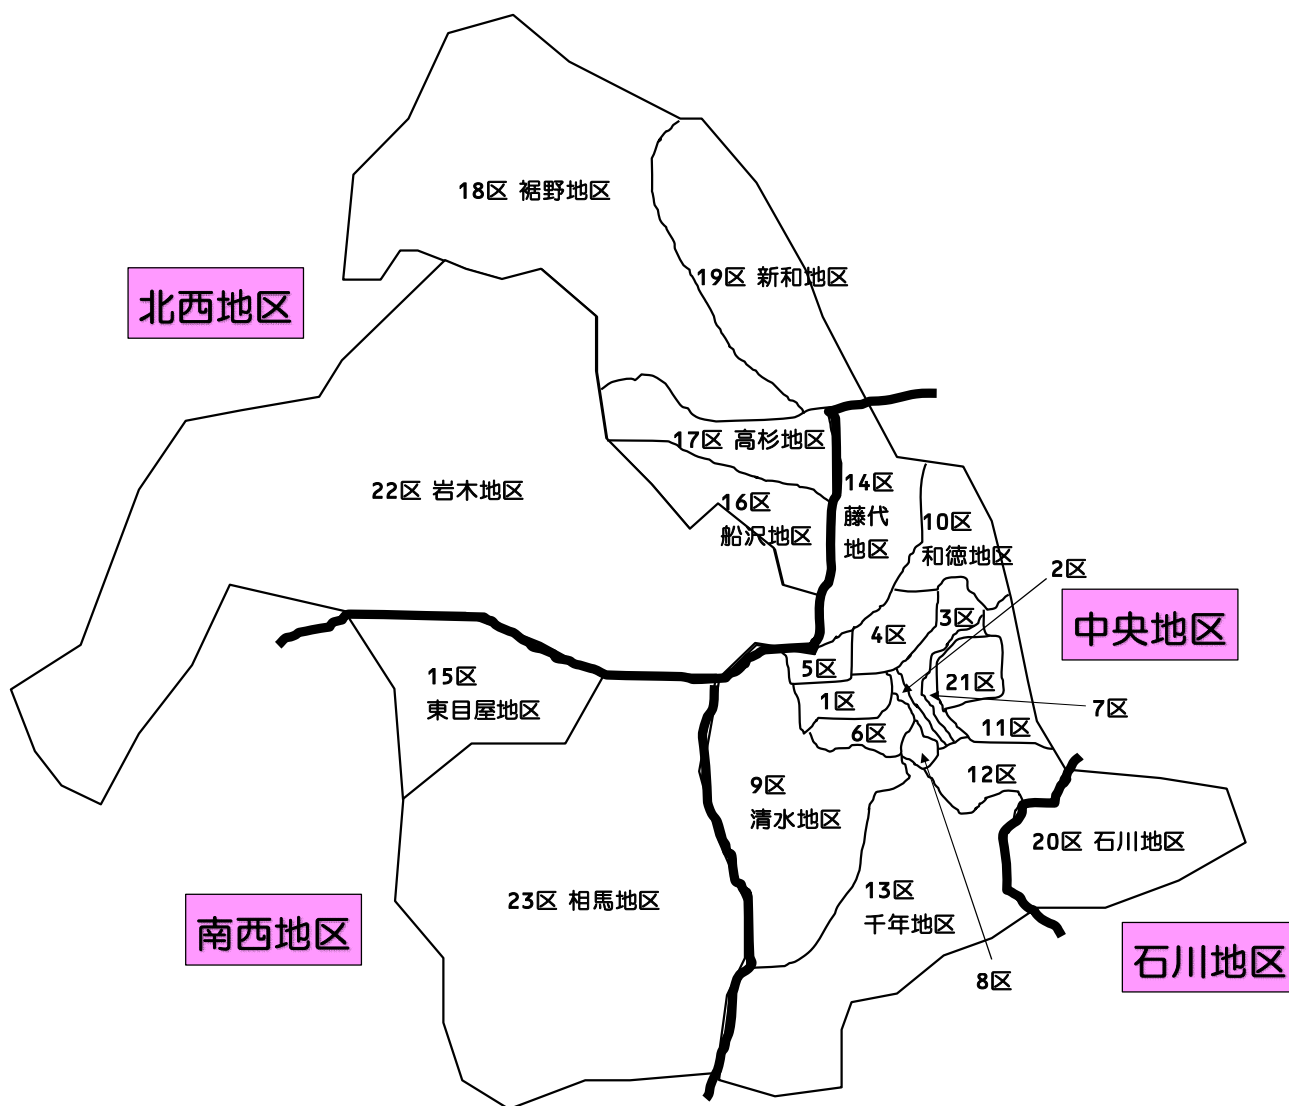 18区 裾野地区
19区 新和地区
北西地区
17区 高杉地区
22区 岩木地区
16区
船沢地区
14区
藤代
地区
10区
和徳地区
2区
中央地区
3区
4区
5区
21区
7区
1区
6区
11区
12区
15区
東目屋地区
9区
清水地区
20区 石川地区
23区 相馬地区
13区
千年地区
南西地区
石川地区
8区